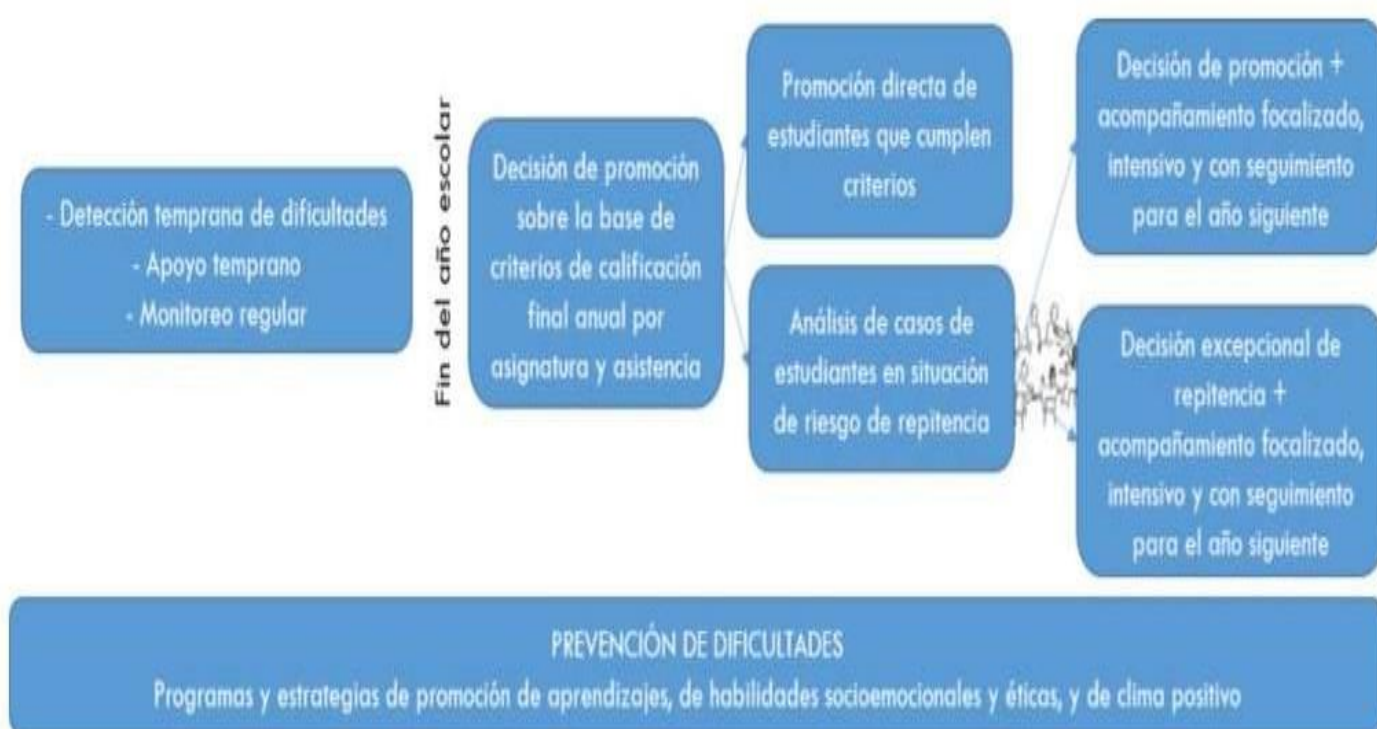 - Detección temprana de dificultades
- Apoyo temprano
- Monitoreo regular
Fin del año escolar
Decisión de promoción
sobre la base de
criterios de calificación
final anual por
asignatura y asistencia
Promoción directa de
estudiantes que cumplen
criterios
Análisis de casos de
estudiantes en situación
de riesgo de repitencia
Decisión de promoción +
acompañamiento focalizado,
intensivo y con seguimiento
para el año siguiente
Decisión excepcional de
repitencia +
acompañamiento focalizado,
intensivo y con seguimiento
para el año siguiente
PREVENCIÓN DE DIFICULTADES
Programas y estrategias de promoción de aprendizajes, de habilidades socioemocionales y éticas, y de clima positivo